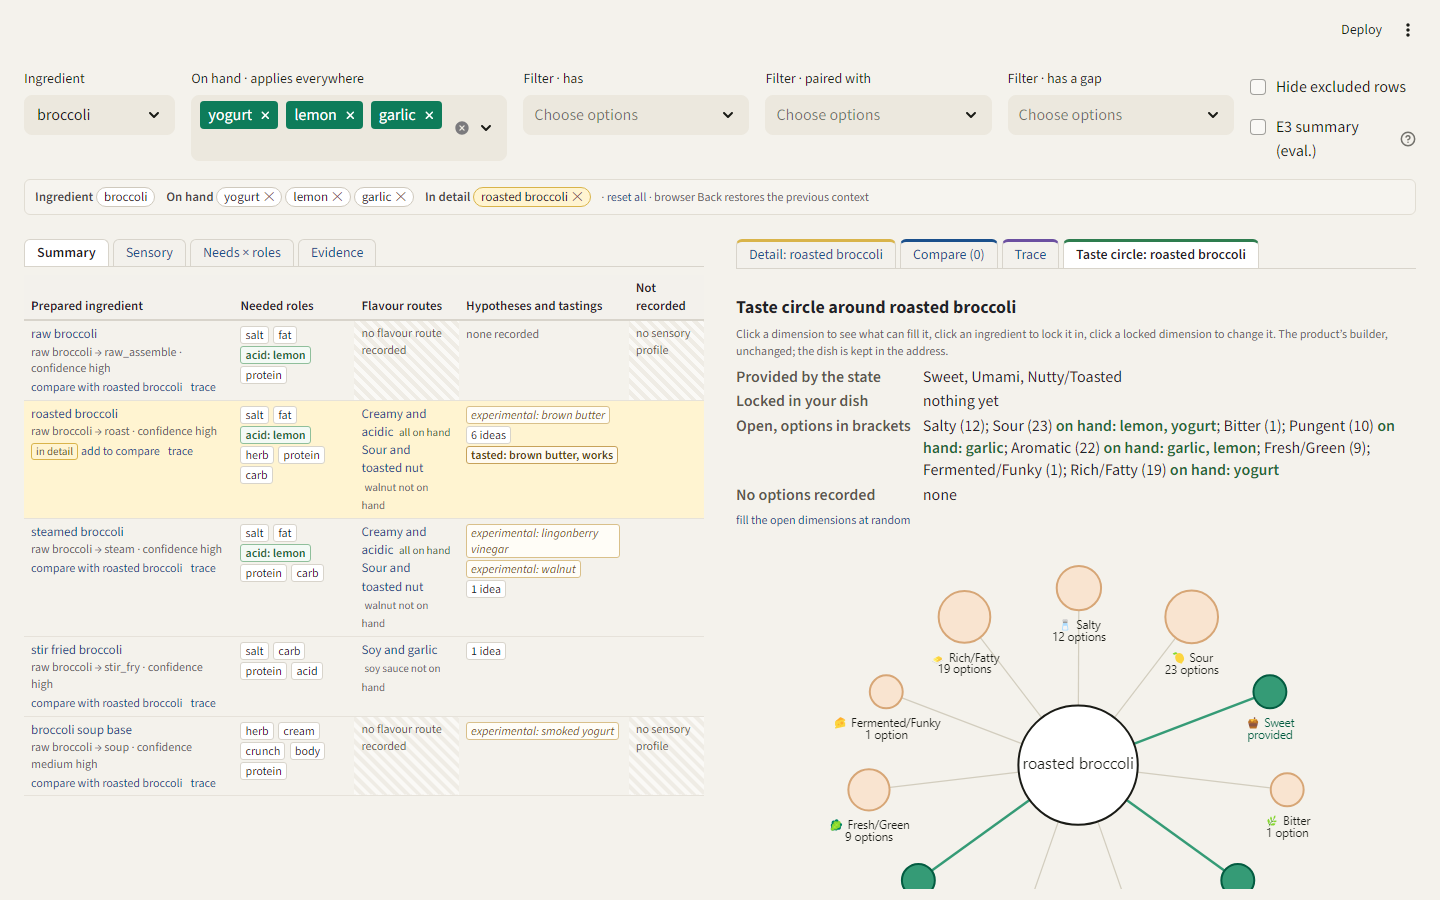 Deploy
Ingredient
broccoli
On hand · applies everywhere
yogurt × lemon × garlic ×
Filter · has
Choose options
Filter · paired with
Choose options
Filter · has a gap
Choose options
Hide excluded rows
E3 summary
(eval.)
Ingredient broccoli On hand yogurt × lemon × garlic × In detail roasted broccoli × · reset all · browser Back restores the previous context
Summary Sensory Needs × roles Evidence
Prepared ingredient Needed roles Flavour routes Hypotheses and tastings Not
recorded
raw broccoli
raw broccoli → raw_assemble ·
confidence high
compare with roasted broccoli trace
salt fat
acid: lemon
protein
no flavour route
recorded
none recorded
no sensory
profile
roasted broccoli
raw broccoli → roast · confidence high
in detail add to compare trace
salt fat
acid: lemon
herb protein
carb
Creamy and
acidic all on hand
Sour and
toasted nut
walnut not on
hand
experimental: brown butter
6 ideas
tasted: brown butter, works
steamed broccoli
raw broccoli → steam · confidence high
compare with roasted broccoli trace
salt fat
acid: lemon
protein carb
Creamy and
acidic all on hand
Sour and
toasted nut
walnut not on
hand
experimental: lingonberry
vinegar
experimental: walnut
1 idea
stir fried broccoli
raw broccoli → stir_fry · confidence
high
compare with roasted broccoli trace
salt carb
protein acid
Soy and garlic
soy sauce not on
hand
1 idea
broccoli soup base
raw broccoli → soup · confidence
medium high
compare with roasted broccoli trace
herb cream
crunch body
protein
no flavour route
recorded
experimental: smoked yogurt
no sensory
profile
Detail: roasted broccoli Compare (0) Trace Taste circle: roasted broccoli
Taste circle around roasted broccoli
Click a dimension to see what can fill it, click an ingredient to lock it in, click a locked dimension to change it. The product's builder,
unchanged; the dish is kept in the address.
Provided by the state Sweet, Umami, Nutty/Toasted
Locked in your dish nothing yet
Open, options in brackets Salty (12); Sour (23) on hand: lemon, yogurt; Bitter (1); Pungent (10) on
hand: garlic; Aromatic (22) on hand: garlic, lemon; Fresh/Green (9);
Fermented/Funky (1); Rich/Fatty (19) on hand: yogurt
No options recorded none
fill the open dimensions at random
Salty
12 options
Rich/Fatty
19 options
Sour
23 options
Fermented/Funky
1 option
Sweet
provided
roasted broccoli
Fresh/Green
9 options
Bitter
1 option